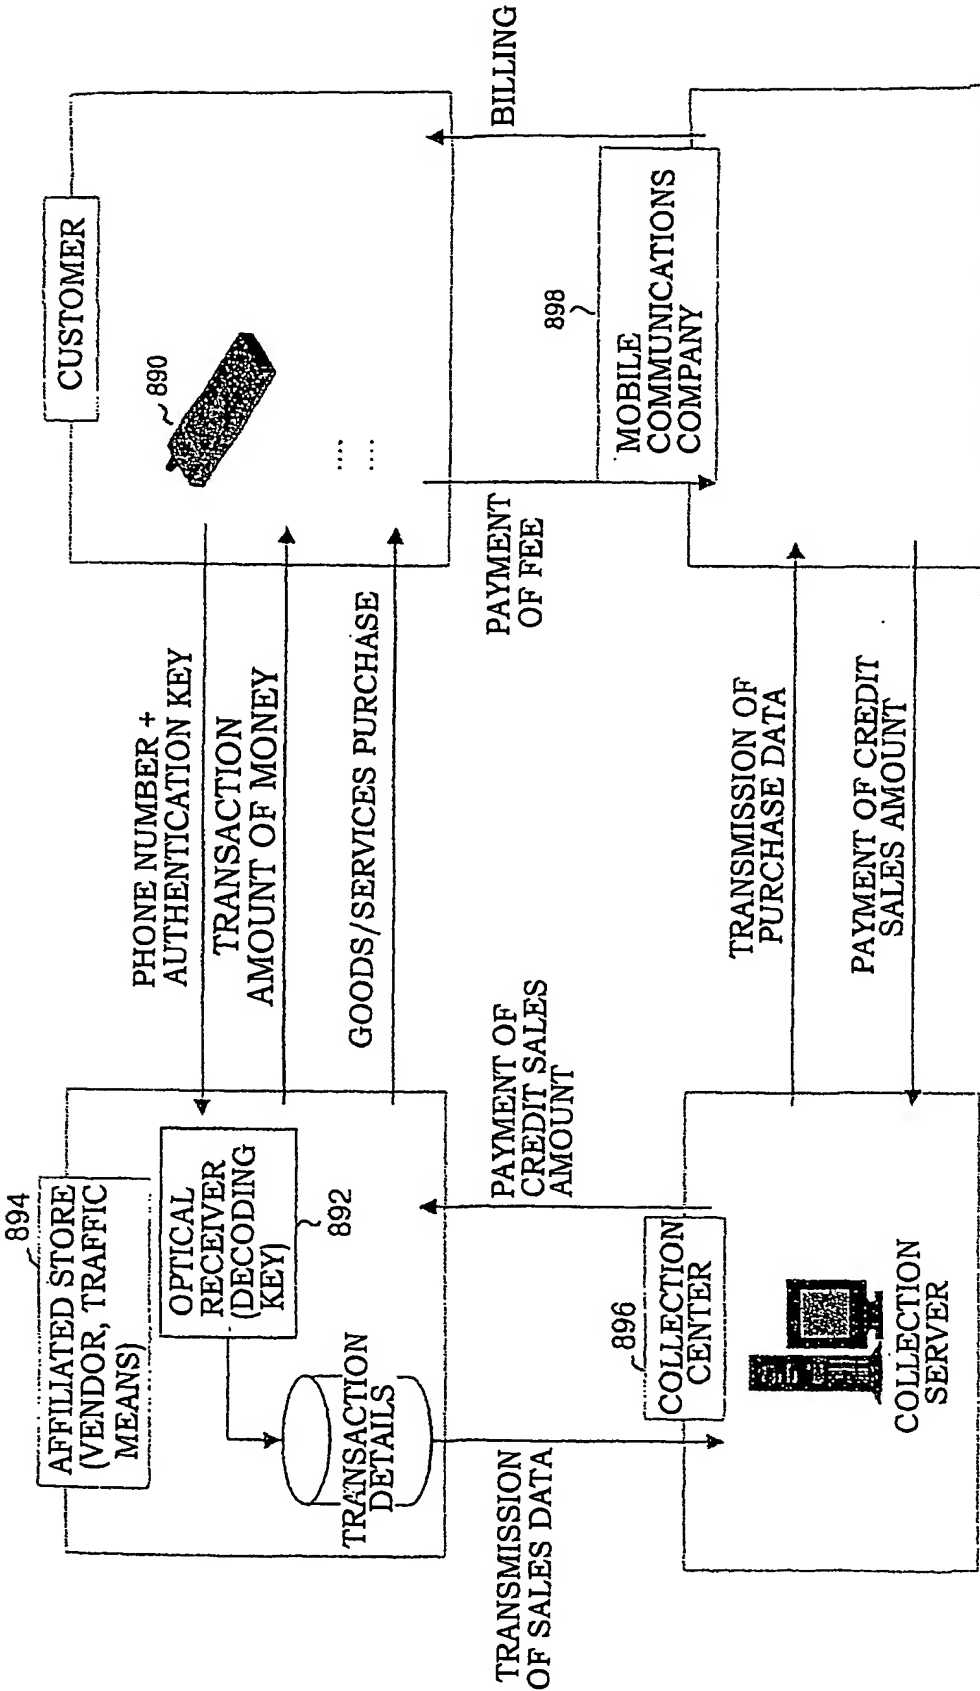 894
AFFILIATED STORE
(VENDOR, TRAFFIC
MEANS)
OPTICAL
RECEIVER
(DECODING
KEY)
892
TRANSACTION
DETAILS
PHONE NUMBER +
AUTHENTICATION KEY
TRANSACTION
AMOUNT OF MONEY
GOODS/SERVICES PURCHASE
CUSTOMER
890
....
....
TRANSMISSION
OF SALES DATA
PAYMENT OF
CREDIT SALES
AMOUNT
PAYMENT
OF FEE
BILLING
896
COLLECTION
CENTER
COLLECTION
SERVER
TRANSMISSION OF
PURCHASE DATA
PAYMENT OF CREDIT
SALES AMOUNT
898
MOBILE
COMMUNICATIONS
COMPANY